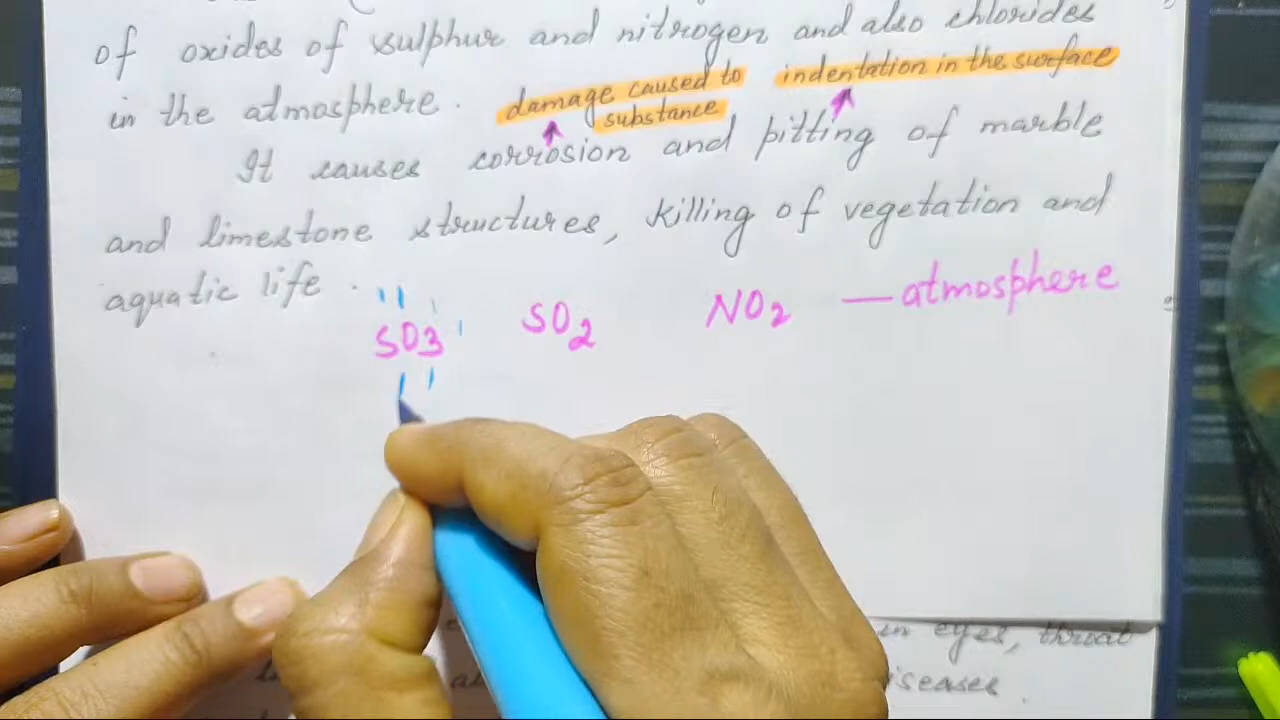 of oxides of sulphur and nitrogen and also chlorides
in the atmosphere. damage caused to substance indentation in the surface
It causes corrosion and pitting of marble
and limestone structures, killing of vegetation and
aquatic life.
SO3 SO2 NO2 — atmosphere
in eyes, throat
iseases